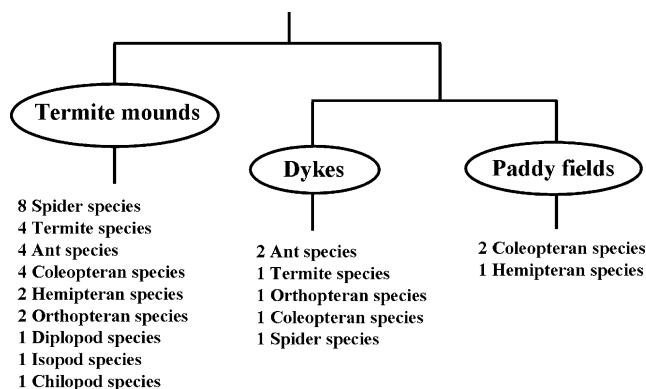 Termite mounds
8 Spider species
4 Termite species
4 Ant species
4 Coleopteran species
2 Hemipteran species
2 Orthopteran species
1 Diplopod species
1 Isopod species
1 Chilopod species
Dykes
2 Ant species
1 Termite species
1 Orthopteran species
1 Coleopteran species
1 Spider species
Paddy fields
2 Coleopteran species
1 Hemipteran species